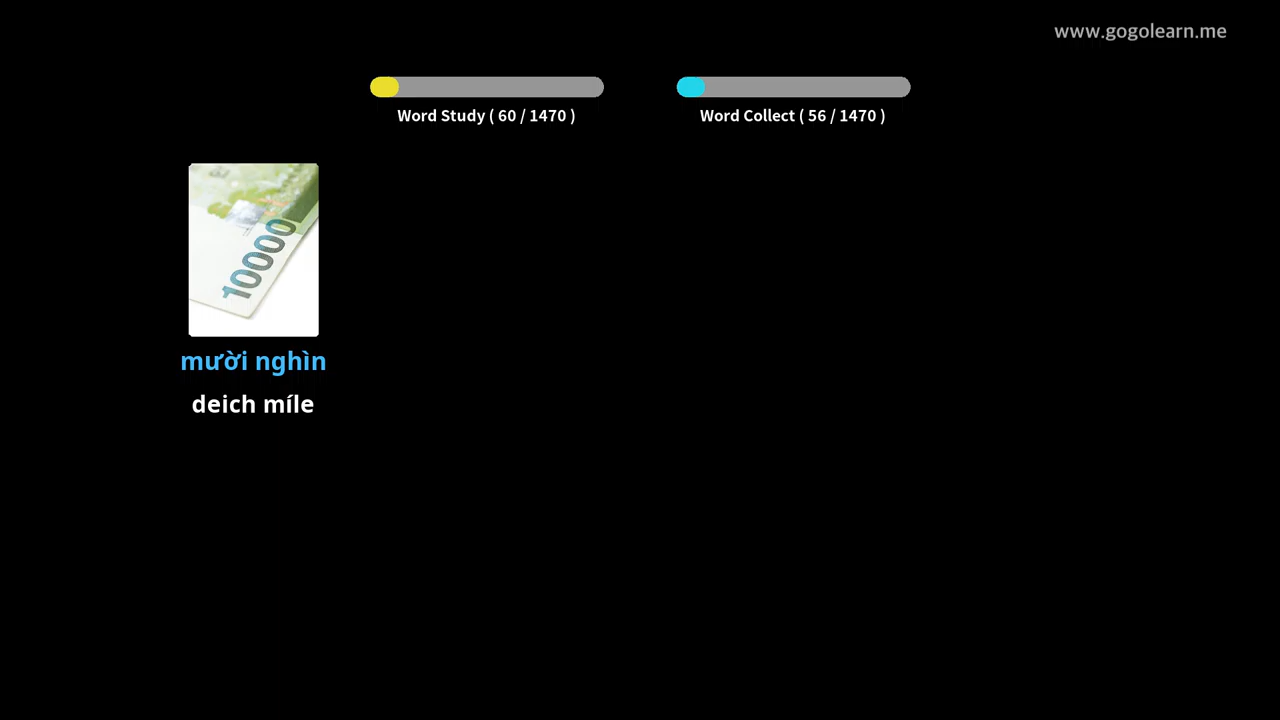 www.gogolearn.me
Word Study ( 60 / 1470 )
Word Collect ( 56 / 1470 )
10000
mười nghìn
deich míle